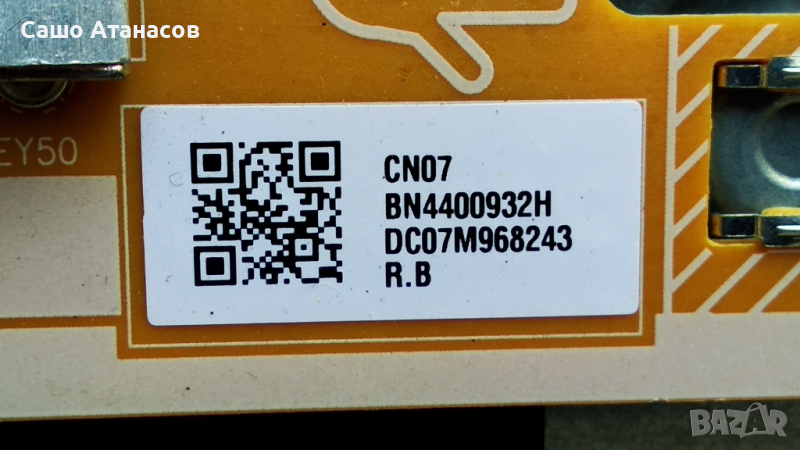 Сашо Атанасов
EY50
CN07
BN4400932H
DC07M968243
R.B
BAZAR